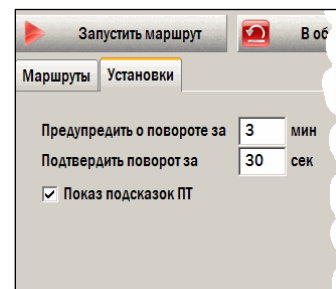 Запустить маршрут В об
Маршруты Установки
Предупредить о повороте за 3 мин
Подтвердить поворот за 30 сек
Показ подсказок ПТ